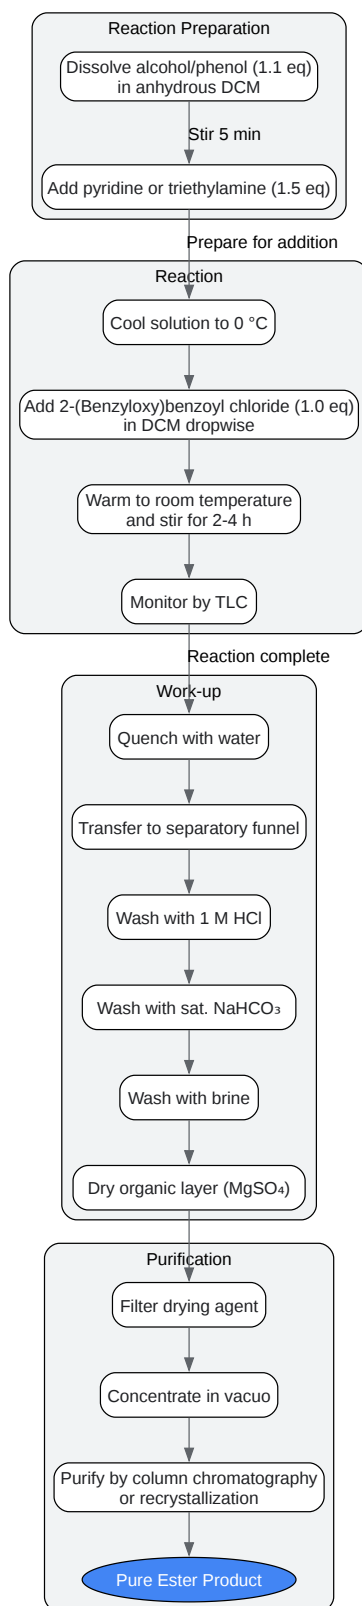 Reaction Preparation
Dissolve alcohol/phenol (1.1 eq)
in anhydrous DCM
Stir 5 min
Add pyridine or triethylamine (1.5 eq)
Prepare for addition
Reaction
Cool solution to 0 °C
Add 2-(Benzyloxy)benzoyl chloride (1.0 eq)
in DCM dropwise
Warm to room temperature
and stir for 2-4 h
Monitor by TLC
Reaction complete
Work-up
Quench with water
Transfer to separatory funnel
Wash with 1 M HCl
Wash with sat. NaHCO₃
Wash with brine
Dry organic layer (MgSO₄)
Purification
Filter drying agent
Concentrate in vacuo
Purify by column chromatography
or recrystallization
Pure Ester Product